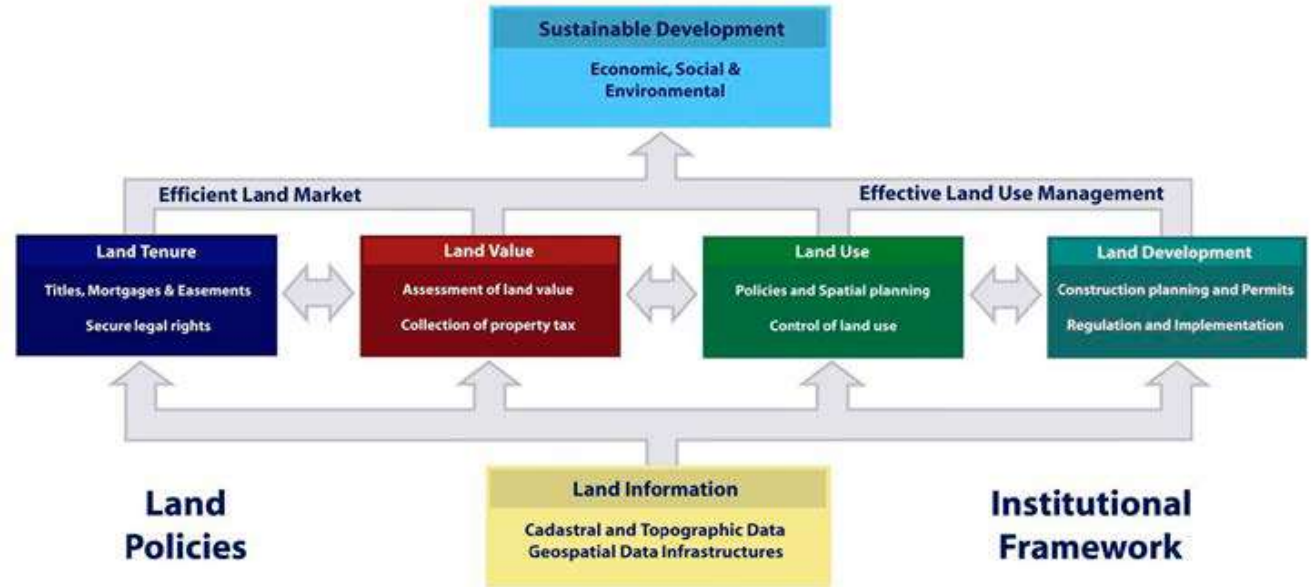 Sustainable Development
Economic, Social &
Environmental
Efficient Land Market
Effective Land Use Management
Land Tenure
Titles, Mortgages & Easements
Secure legal rights
Land Value
Assessment of land value
Collection of property tax
Land Use
Policies and Spatial planning
Control of land use
Land Development
Construction planning and Permits
Regulation and Implementation
Land
Policies
Land Information
Cadastral and Topographic Data
Geospatial Data Infrastructures
Institutional
Framework